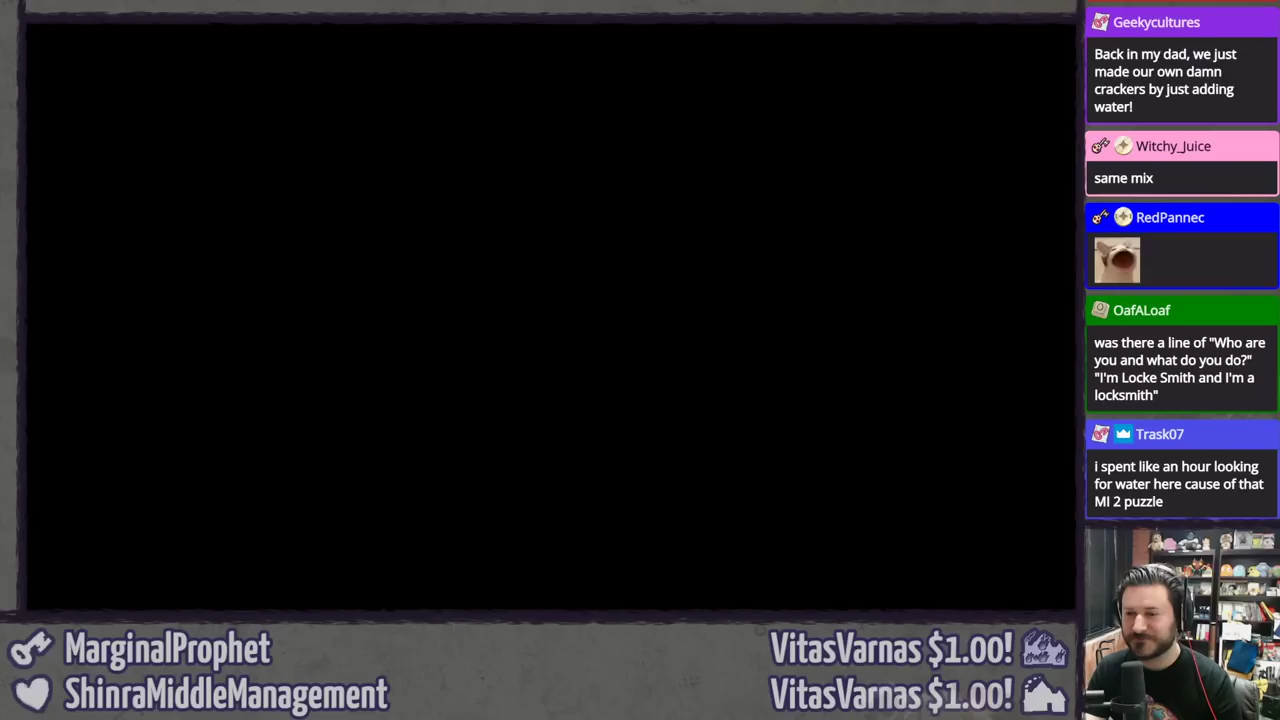 Geekycultures
Back in my dad, we just
made our own damn
crackers by just adding
water!
Witchy_Juice
same mix
RedPannec
OafALoaf
was there a line of "Who are
you and what do you do?"
"I'm Locke Smith and I'm a
locksmith"
Trask07
i spent like an hour looking
for water here cause of that
MI 2 puzzle
MarginalProphet
ShinraMiddleManagement
VitasVarnas $1.00!
VitasVarnas $1.00!